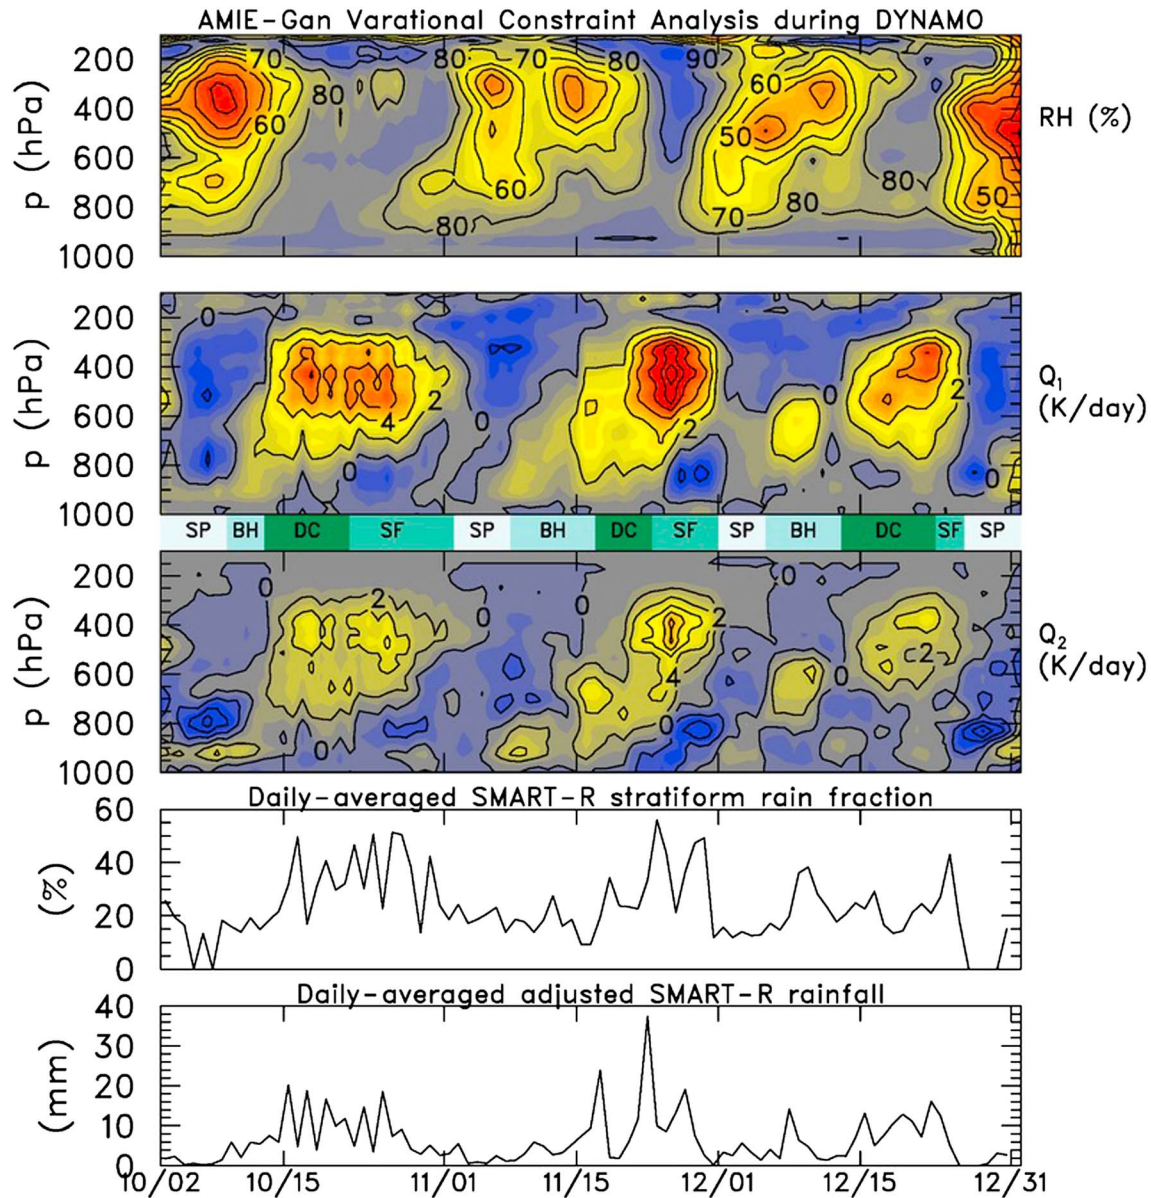 AMIE-Gan Varational Constraint Analysis during DYNAMO
200 400 600 800 1000
p (hPa)
70 80 60 80 70 80 90 60 50 60 80 70 80 80 50
RH (%)
200 400 600 800 1000
p (hPa)
0 4 2 0 0 2 0 2 0
Q1
(K/day)
SP BH DC SF SP BH DC SF SP BH DC SF SP
200 400 600 800 1000
p (hPa)
0 2 0 0 0 0 2 4 0 0 2
Q2
(K/day)
Daily-averaged SMART-R stratiform rain fraction
60 40 20 0
(%)
Daily-averaged adjusted SMART-R rainfall
40 30 20 10 0
(mm)
10/02 11/01 11/15 12/01 12/15 12/31